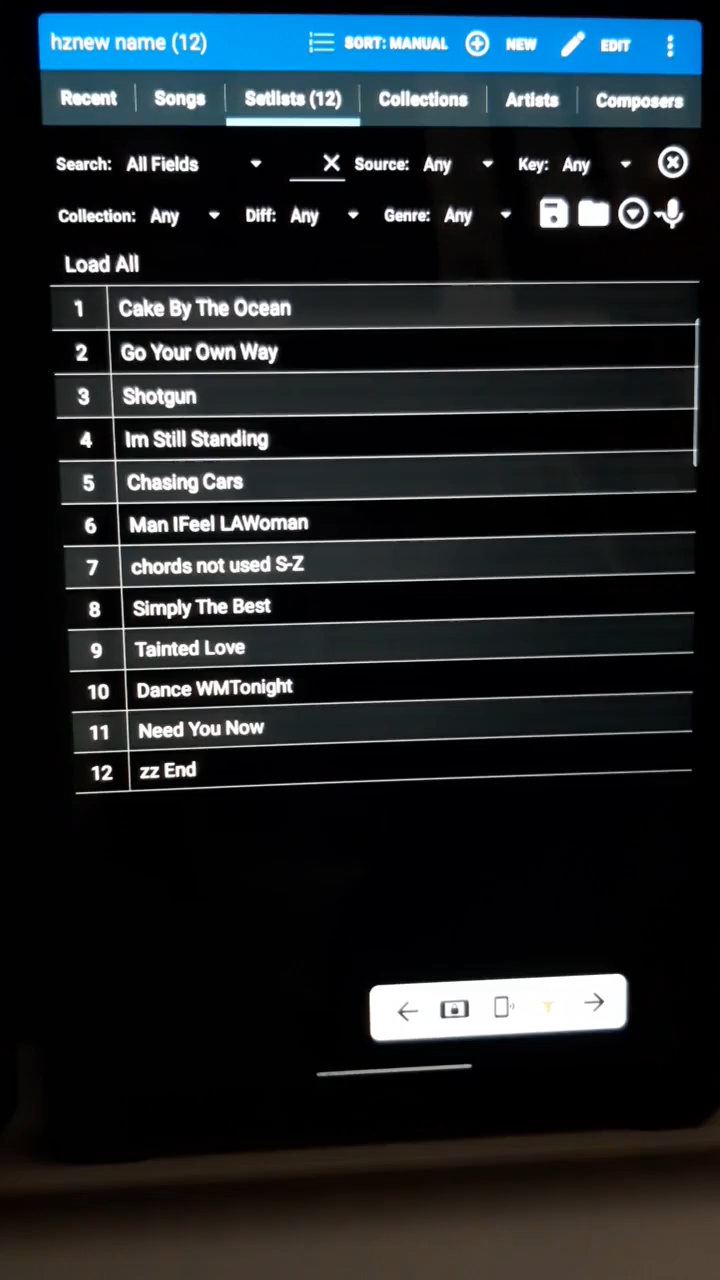 hznew name (12) SORT: MANUAL NEW EDIT
Recent Songs Setlists (12) Collections Artists Composers
Search: All Fields Source: Any Key: Any
Collection: Any Diff: Any Genre: Any
Load All
1 Cake By The Ocean
2 Go Your Own Way
3 Shotgun
4 Im Still Standing
5 Chasing Cars
6 Man IFeel LAWoman
7 chords not used S-Z
8 Simply The Best
9 Tainted Love
10 Dance WMTonight
11 Need You Now
12 zz End